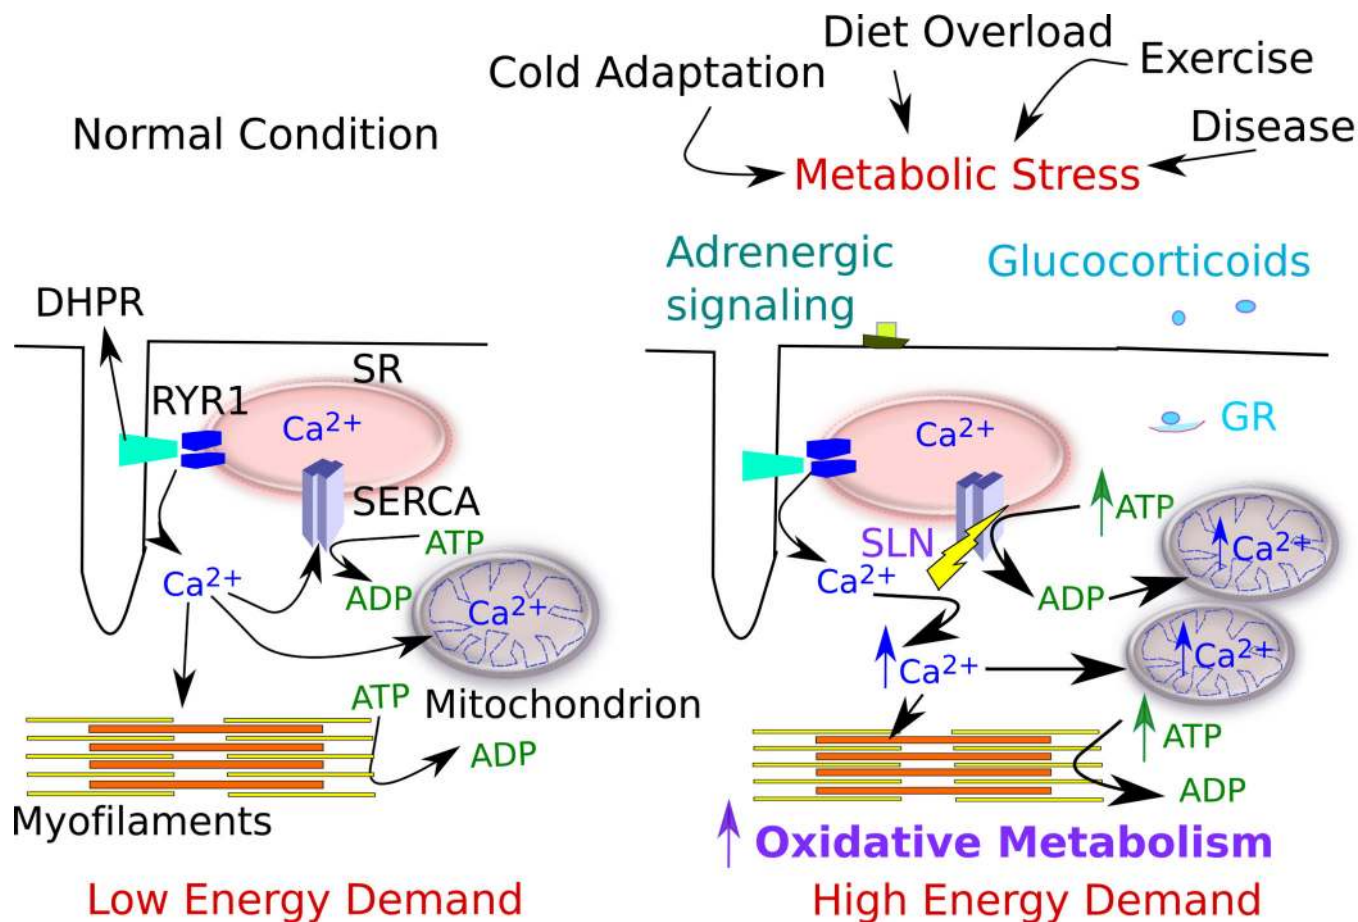 Diet Overload
Cold Adaptation
Exercise
Normal Condition
Disease
Metabolic Stress
Adrenergic
signaling
Glucocorticoids
DHPR
SR
RYR1
Ca2+
SERCA
ATP
ADP
Ca2+
Ca2+
ATP
Mitochondrion
ADP
Myofilaments
Low Energy Demand
Ca2+
GR
ATP
SLN
Ca2+
Ca2+
ADP
Ca2+
Ca2+
ATP
ADP
Oxidative Metabolism
High Energy Demand